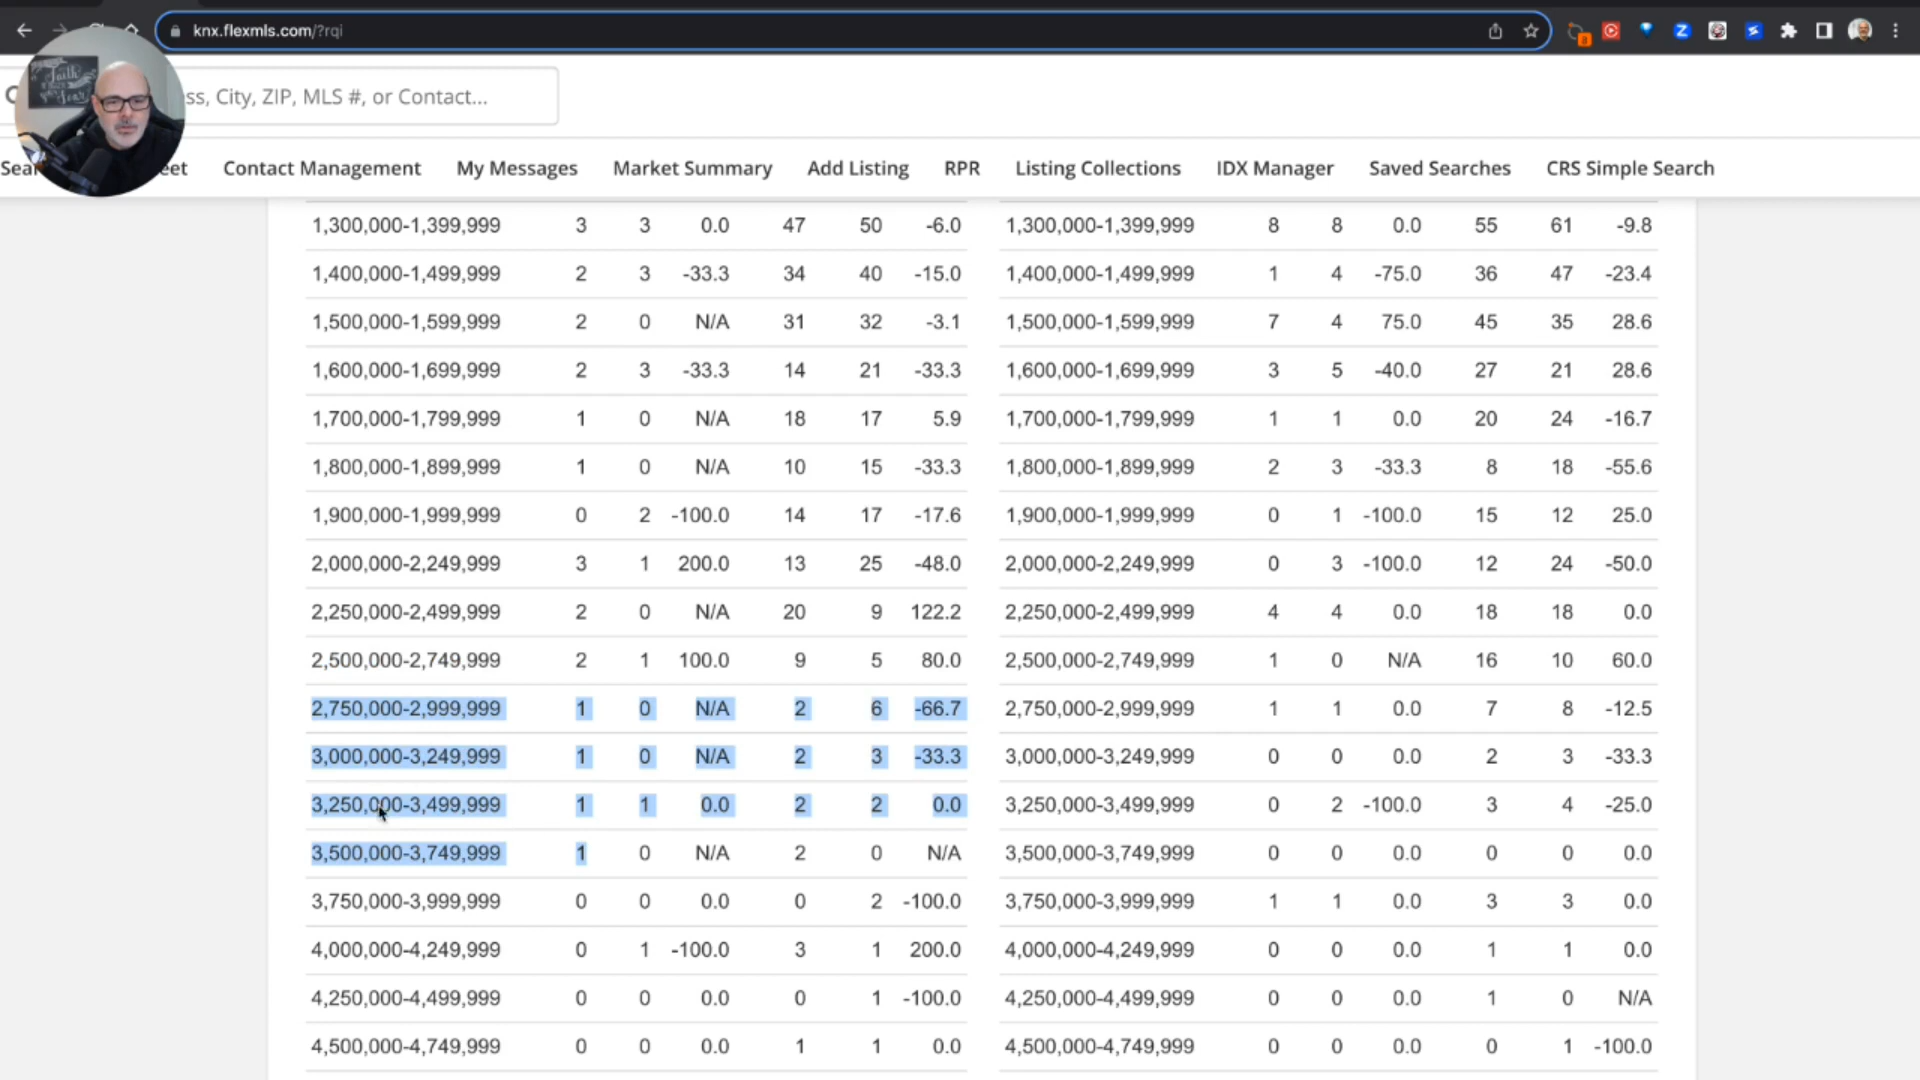 knx.flexmls.com/?rqi
Faith
ss, City, ZIP, MLS #, or Contact...
Sear
eet Contact Management My Messages Market Summary Add Listing RPR Listing Collections IDX Manager Saved Searches CRS Simple Search
1,300,000-1,399,999 3 3 0.0 47 50 -6.0 1,300,000-1,399,999 8 8 0.0 55 61 -9.8
1,400,000-1,499,999 2 3 -33.3 34 40 -15.0 1,400,000-1,499,999 1 4 -75.0 36 47 -23.4
1,500,000-1,599,999 2 0 N/A 31 32 -3.1 1,500,000-1,599,999 7 4 75.0 45 35 28.6
1,600,000-1,699,999 2 3 -33.3 14 21 -33.3 1,600,000-1,699,999 3 5 -40.0 27 21 28.6
1,700,000-1,799,999 1 0 N/A 18 17 5.9 1,700,000-1,799,999 1 1 0.0 20 24 -16.7
1,800,000-1,899,999 1 0 N/A 10 15 -33.3 1,800,000-1,899,999 2 3 -33.3 8 18 -55.6
1,900,000-1,999,999 0 2 -100.0 14 17 -17.6 1,900,000-1,999,999 0 1 -100.0 15 12 25.0
2,000,000-2,249,999 3 1 200.0 13 25 -48.0 2,000,000-2,249,999 0 3 -100.0 12 24 -50.0
2,250,000-2,499,999 2 0 N/A 20 9 122.2 2,250,000-2,499,999 4 4 0.0 18 18 0.0
2,500,000-2,749,999 2 1 100.0 9 5 80.0 2,500,000-2,749,999 1 0 N/A 16 10 60.0
2,750,000-2,999,999 1 0 N/A 2 6 -66.7 2,750,000-2,999,999 1 1 0.0 7 8 -12.5
3,000,000-3,249,999 1 0 N/A 2 3 -33.3 3,000,000-3,249,999 0 0 0.0 2 3 -33.3
3,250,000-3,499,999 1 1 0.0 2 2 0.0 3,250,000-3,499,999 0 2 -100.0 3 4 -25.0
3,500,000-3,749,999 1 0 N/A 2 0 N/A 3,500,000-3,749,999 0 0 0.0 0 0 0.0
3,750,000-3,999,999 0 0 0.0 0 2 -100.0 3,750,000-3,999,999 1 1 0.0 3 3 0.0
4,000,000-4,249,999 0 1 -100.0 3 1 200.0 4,000,000-4,249,999 0 0 0.0 1 1 0.0
4,250,000-4,499,999 0 0 0.0 0 1 -100.0 4,250,000-4,499,999 0 0 0.0 1 0 N/A
4,500,000-4,749,999 0 0 0.0 1 1 0.0 4,500,000-4,749,999 0 0 0.0 0 1 -100.0